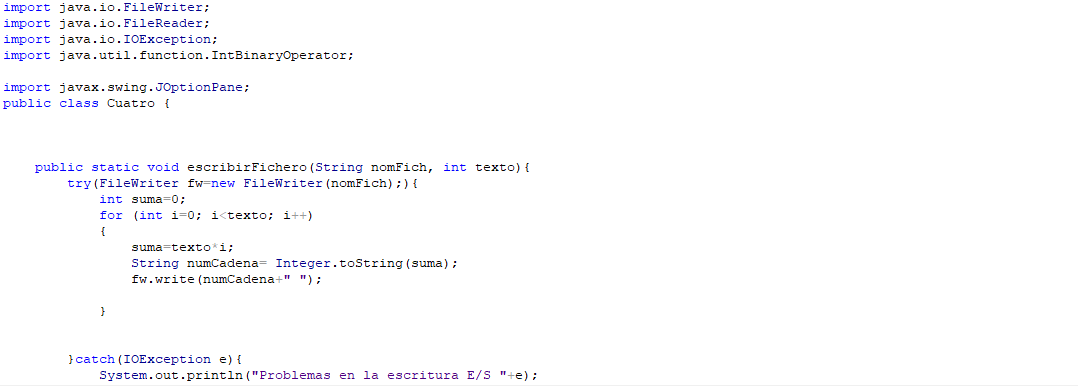 import java.io.FileWriter;
import java.io.FileReader;
import java.io.IOException;
import java.util.function.IntBinaryOperator;
import javax.swing.JOptionPane;
public class Cuatro {
public static void escribirFichero(String nomFich, int texto){
try(FileWriter fw=new FileWriter(nomFich);){
int suma=0;
for (int i=0; i<texto; i++)
{
suma=texto*i;
String numCadena= Integer.toString(suma);
fw.write(numCadena+" ");
}
}catch(IOException e){
System.out.println("Problemas en la escritura E/S "+e);